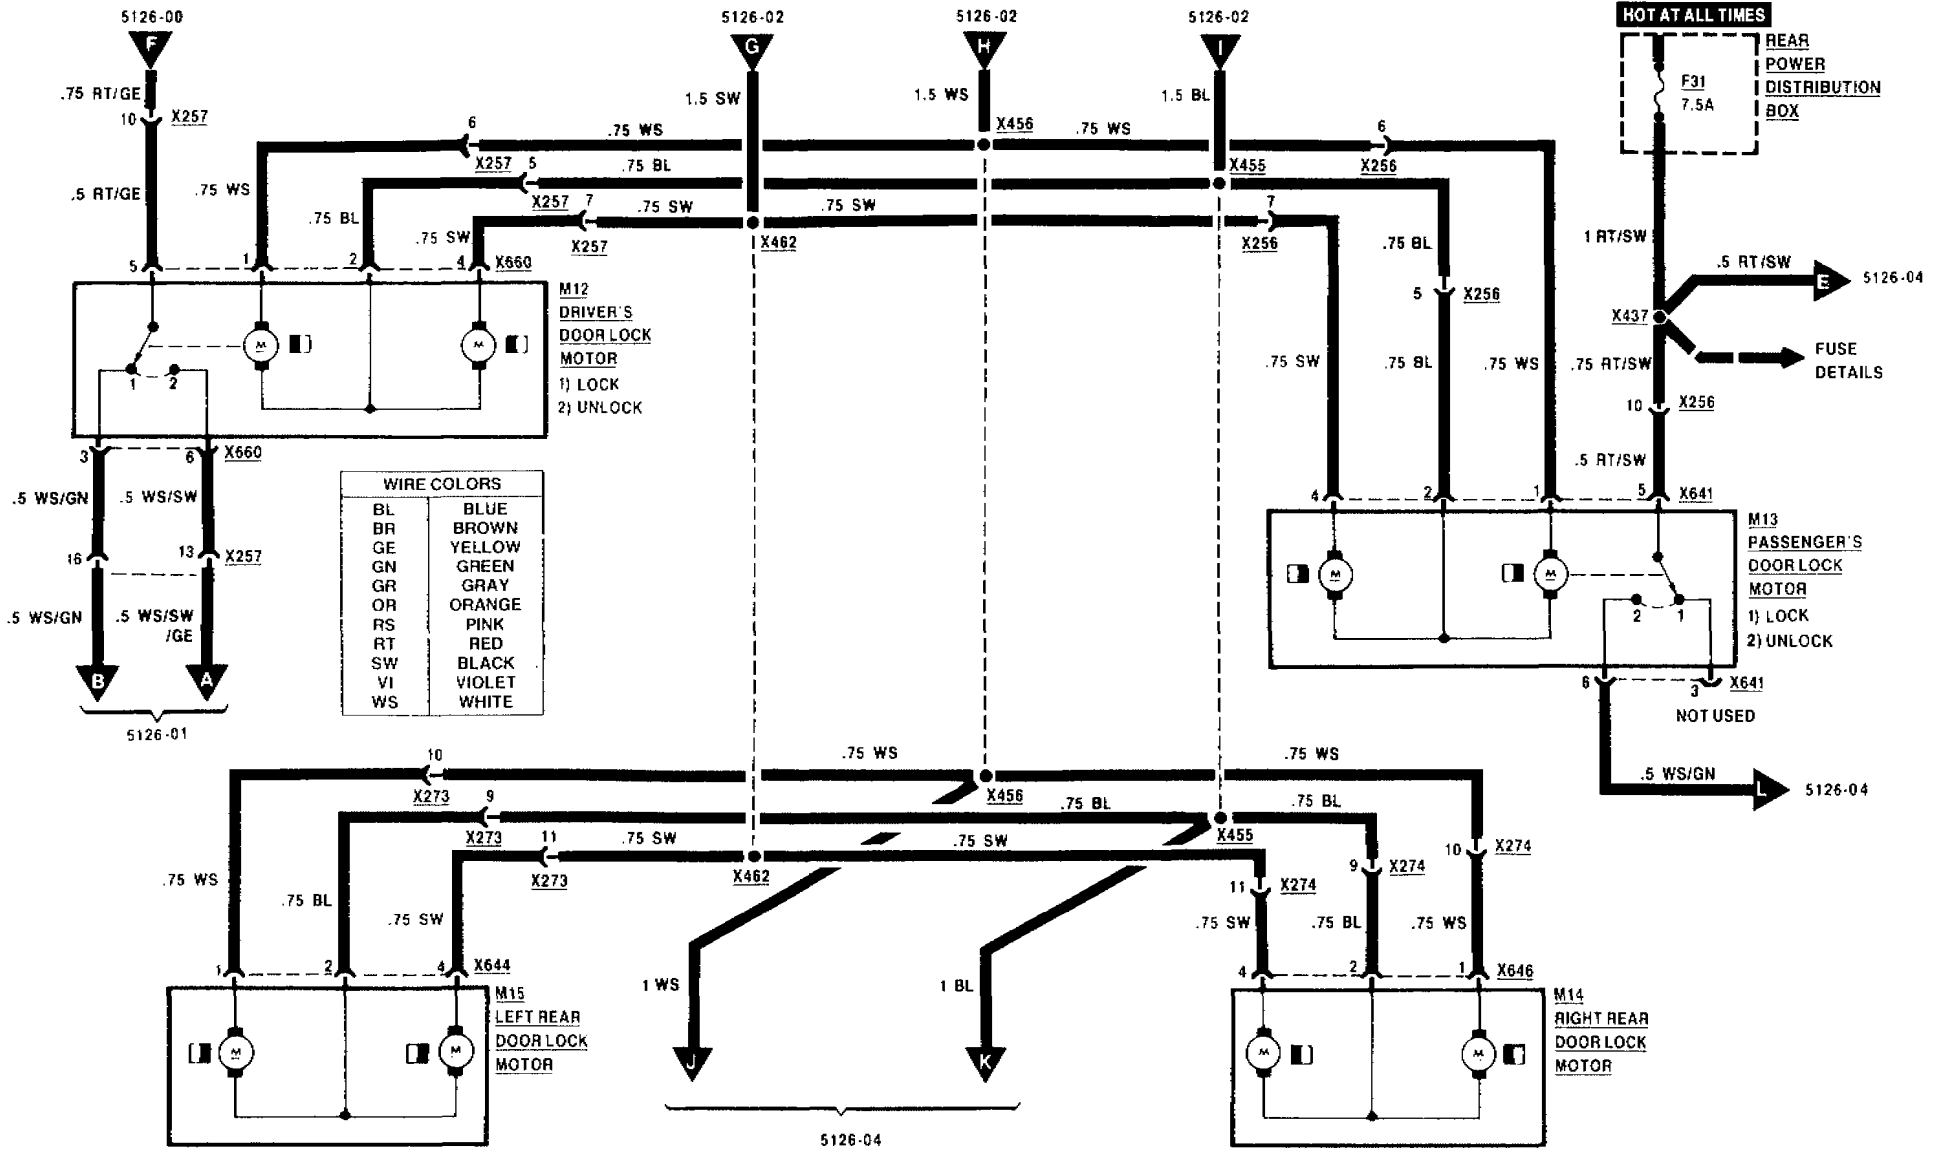 5126-00
5126-02
5126-02
5126-02
HOT AT ALL TIMES
F
G
H
I
REAR
POWER
DISTRIBUTION
BOX
F31
7.5A
.75 RT/GE
1.5 SW
1.5 WS
1.5 BL
10
X257
6
.75 WS
X456
.75 WS
6
X257
5
.75 BL
X455
X256
.5 RT/GE
.75 WS
X257
7
.75 SW
.75 SW
7
.75 BL
.75 SW
X257
X462
X256
.75 BL
1 RT/SW
.5 RT/SW
E
5126-04
5
1
2
4
X660
5
X256
X437
M12
DRIVER'S
DOOR LOCK
MOTOR
1) LOCK
2) UNLOCK
M
M
1
2
.75 SW
.75 BL
.75 WS
.75 RT/SW
FUSE
DETAILS
10
X256
3
6
X660
.5 RT/SW
.5 WS/GN
.5 WS/SW
WIRE COLORS
BL BLUE
BR BROWN
GE YELLOW
GN GREEN
GR GRAY
OR ORANGE
RS PINK
RT RED
SW BLACK
VI VIOLET
WS WHITE
4
2
1
5
X641
M13
PASSENGER'S
DOOR LOCK
MOTOR
1) LOCK
2) UNLOCK
M
M
2
1
16
13
X257
.5 WS/GN
.5 WS/SW
/GE
B
A
5126-01
6
3
X641
NOT USED
.5 WS/GN
L
5126-04
10
.75 WS
.75 WS
X273
9
X456
.75 BL
.75 BL
X273
11
.75 SW
.75 SW
X455
X273
X462
10
X274
9
X274
11
X274
.75 WS
.75 BL
.75 SW
.75 SW
.75 BL
.75 WS
1
2
4
X644
4
2
1
X646
M15
LEFT REAR
DOOR LOCK
MOTOR
M
M
1 WS
1 BL
J
K
5126-04
M14
RIGHT REAR
DOOR LOCK
MOTOR
M
M